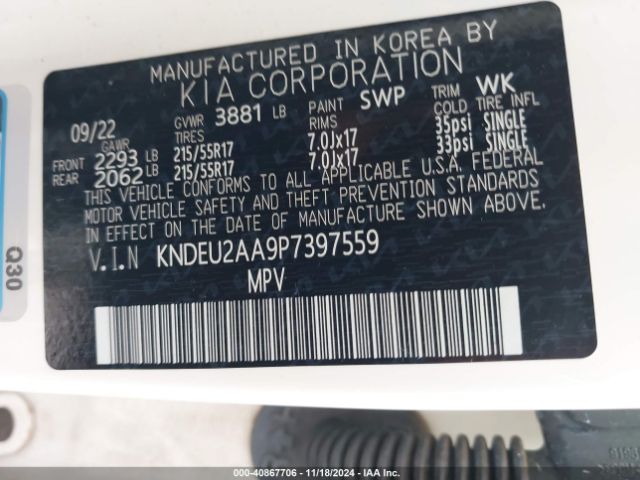 MANUFACTURED IN KOREA BY
KIA CORPORATION
09/22 GVWR 3881 LB PAINT SWP TRIM WK
GAWR TIRES RIMS COLD TIRE INFL
FRONT 2293 LB 215/55R17 7.0Jx17 35psi SINGLE
REAR 2062 LB 215/55R17 7.0Jx17 33psi SINGLE
THIS VEHICLE CONFORMS TO ALL APPLICABLE U.S.A. FEDERAL
MOTOR VEHICLE SAFETY AND THEFT PREVENTION STANDARDS
IN EFFECT ON THE DATE OF MANUFACTURE SHOWN ABOVE.
V.I.N KNDEU2AA9P7397559
MPV
Q30
000-40867706 | 11/18/2024 - IAA Inc.